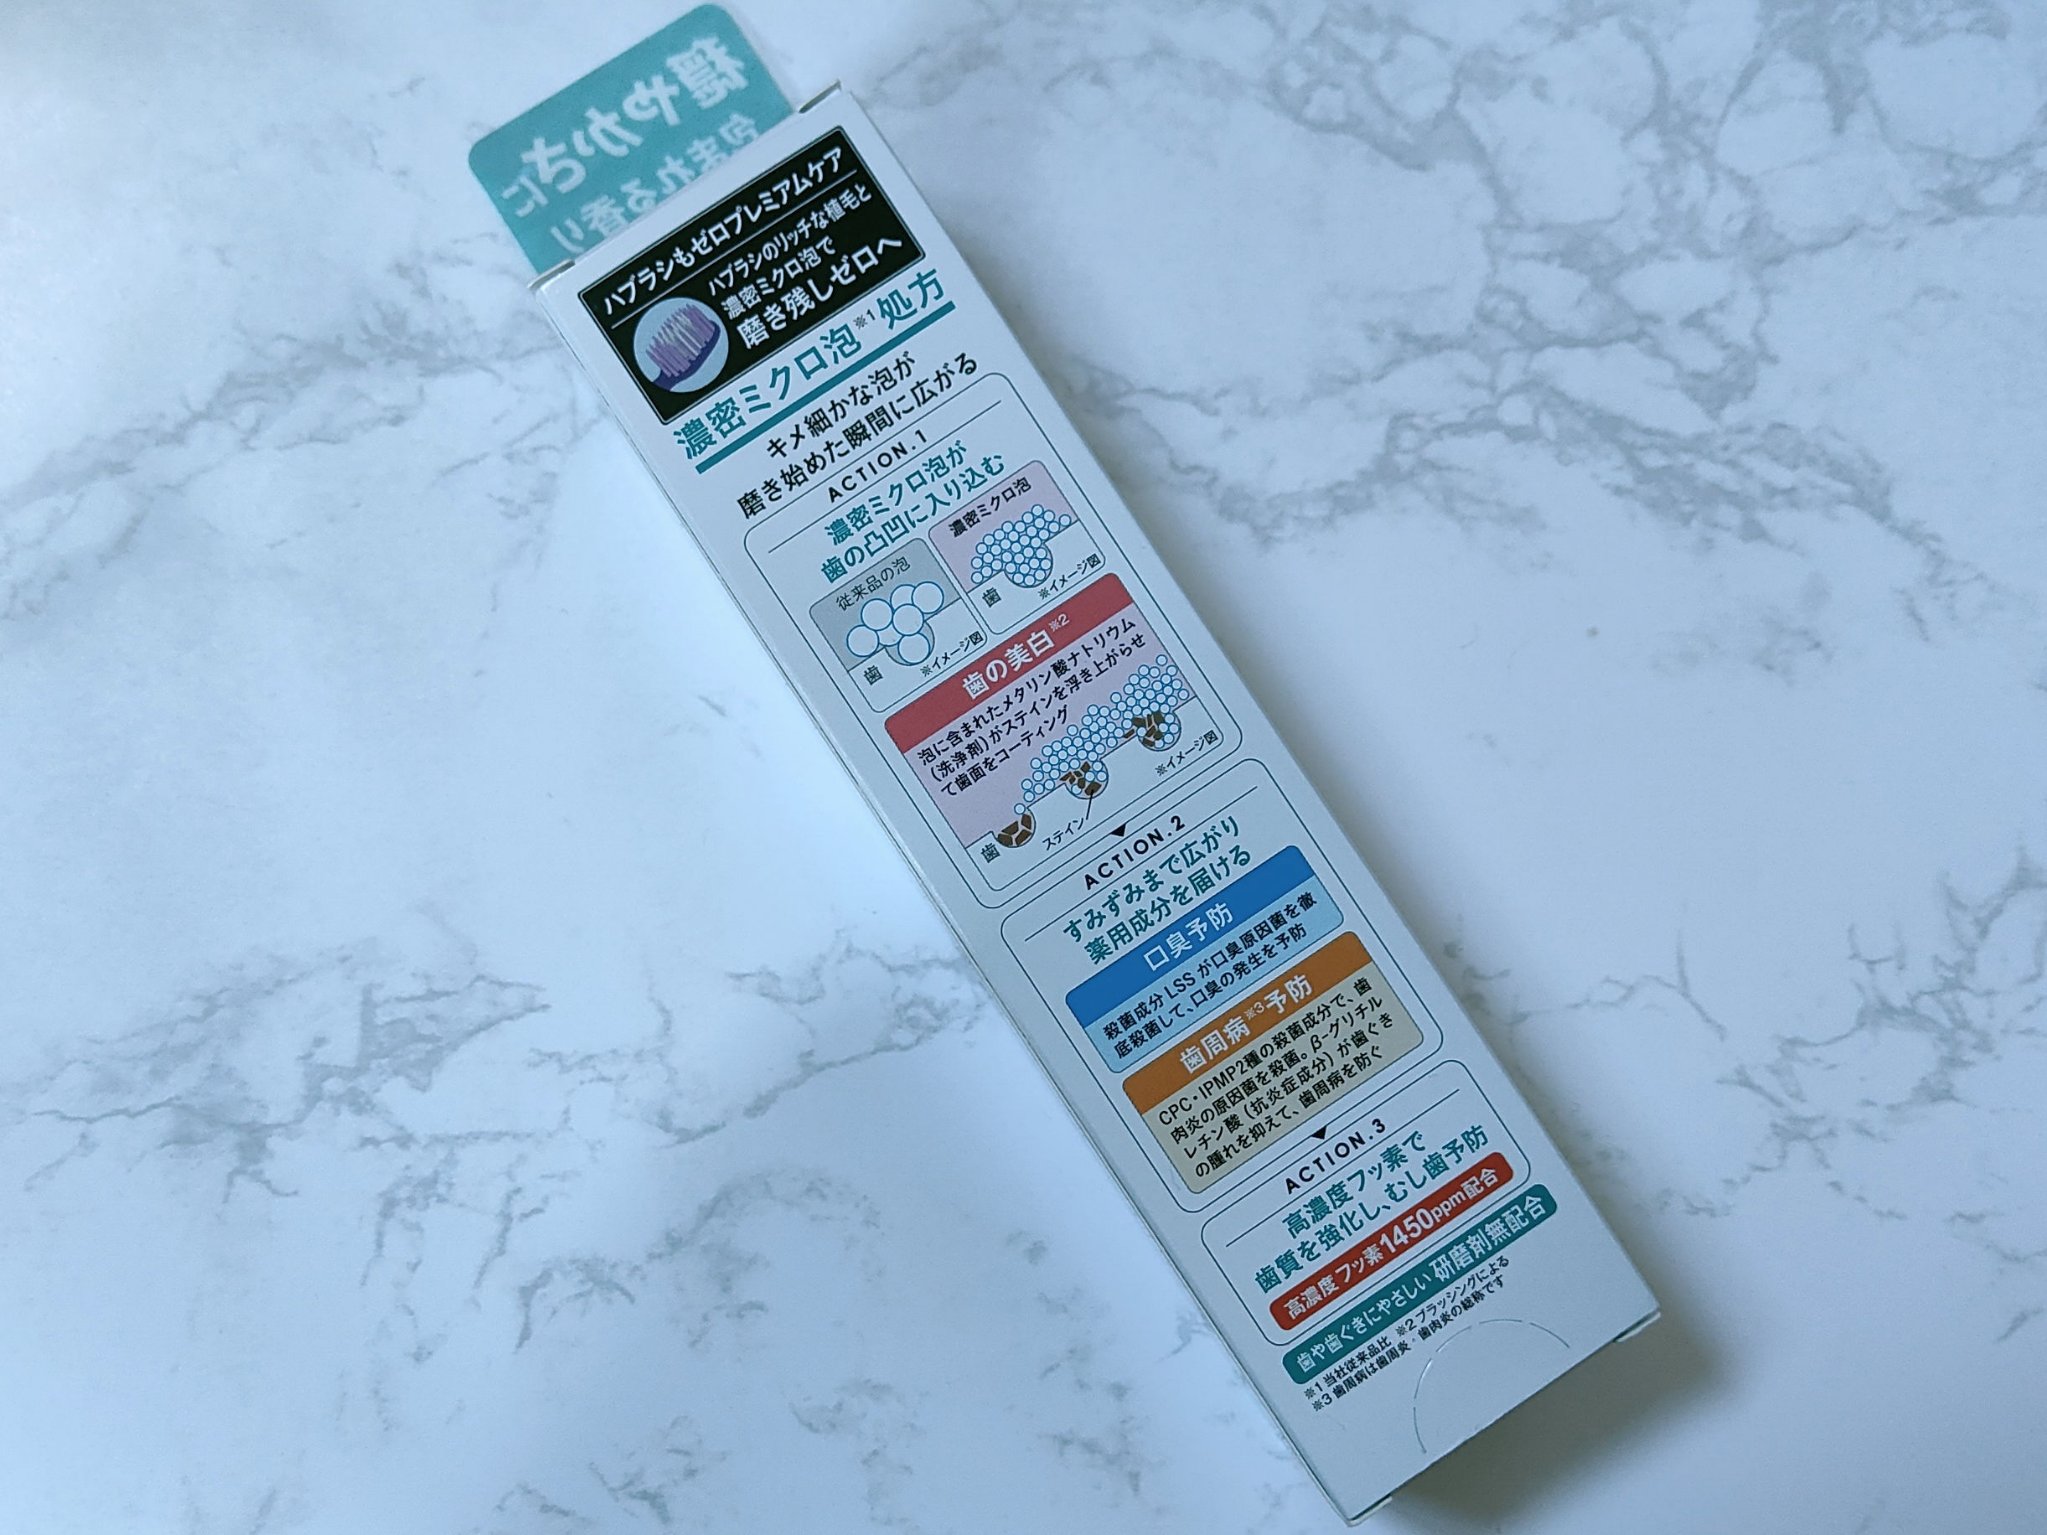 穏やかさに
包まれる香り
ハブラシもゼロプレミアムケア
ハブラシのリッチな植毛と
濃密ミクロ泡で
磨き残しゼロへ
濃密ミクロ泡※1処方
キメ細かな泡が
磨き始めた瞬間に広がる
ACTION.1
濃密ミクロ泡が
歯の凸凹に入り込む
従来品の泡
歯
※イメージ図
濃密ミクロ泡
歯
※イメージ図
歯の美白※2
泡に含まれたメタリン酸ナトリウム
(洗浄剤)がステインを浮き上がらせ
て歯面をコーティング
歯
ステイン
※イメージ図
ACTION.2
すみずみまで広がり
薬用成分を届ける
口臭予防
殺菌成分LSSが口臭原因菌を徹
底殺菌して、口臭の発生を予防
歯周病※3予防
CPC・IPMP2種の殺菌成分で、歯
肉炎の原因菌を殺菌。β-グリチル
レチン酸(抗炎症成分)が歯ぐき
の腫れを抑えて、歯周病を防ぐ
ACTION.3
高濃度フッ素で
歯質を強化し、むし歯予防
高濃度フッ素1450ppm配合
歯や歯ぐきにやさしい研磨剤無配合
※1 当社従来品比 ※2 ブラッシングによる
※3 歯周病は歯周炎・歯肉炎の総称です